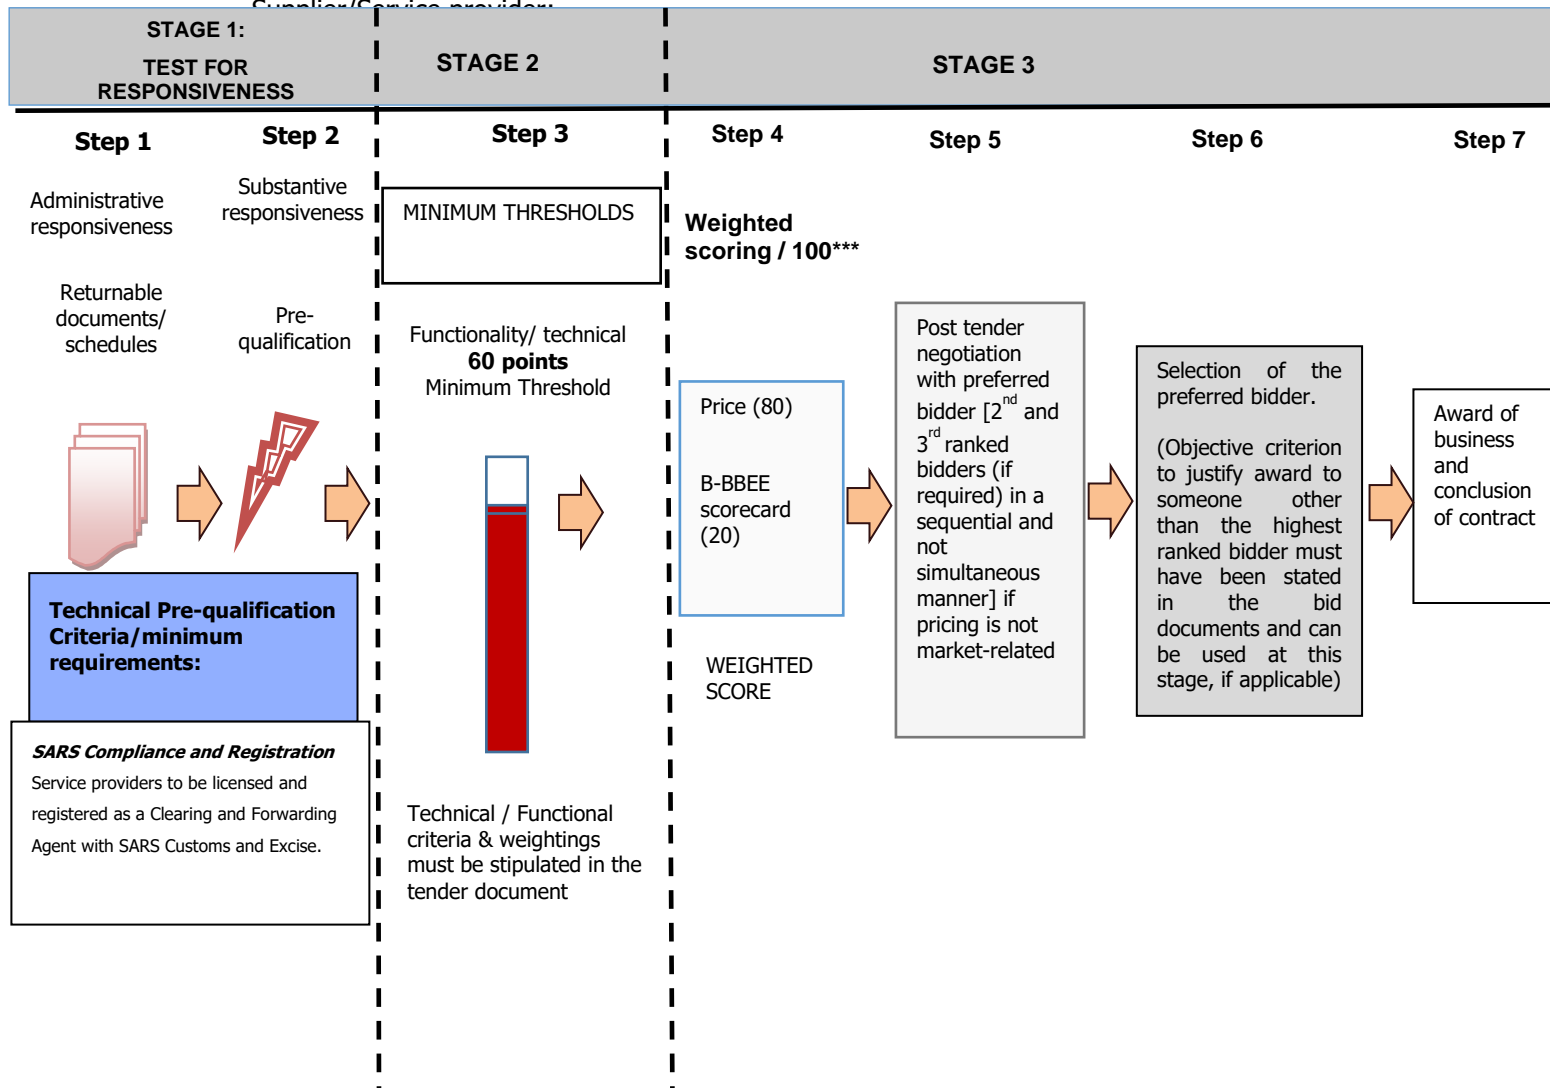 Supplier/Service provider:
STAGE 1:
TEST FOR
RESPONSIVENESS
STAGE 2
STAGE 3
Step 1
Step 2
Step 3
Step 4
Step 5
Step 6
Step 7
Administrative
responsiveness
Substantive
responsiveness
MINIMUM THRESHOLDS
Weighted
scoring / 100***
Returnable
documents/
schedules
Pre-
qualification
Functionality/ technical
60 points
Minimum Threshold
Price (80)
B-BBEE
scorecard
(20)
WEIGHTED
SCORE
Post tender
negotiation
with preferred
bidder [2nd and
3rd ranked
bidders (if
required) in a
sequential and
not
simultaneous
manner] if
pricing is not
market-related
Selection of the
preferred bidder.
(Objective criterion
to justify award to
someone other
than the highest
ranked bidder must
have been stated
in the bid
documents and can
be used at this
stage, if applicable)
Award of
business
and
conclusion
of contract
Technical Pre-qualification
Criteria/minimum
requirements:
SARS Compliance and Registration
Service providers to be licensed and
registered as a Clearing and Forwarding
Agent with SARS Customs and Excise.
Technical / Functional
criteria & weightings
must be stipulated in the
tender document